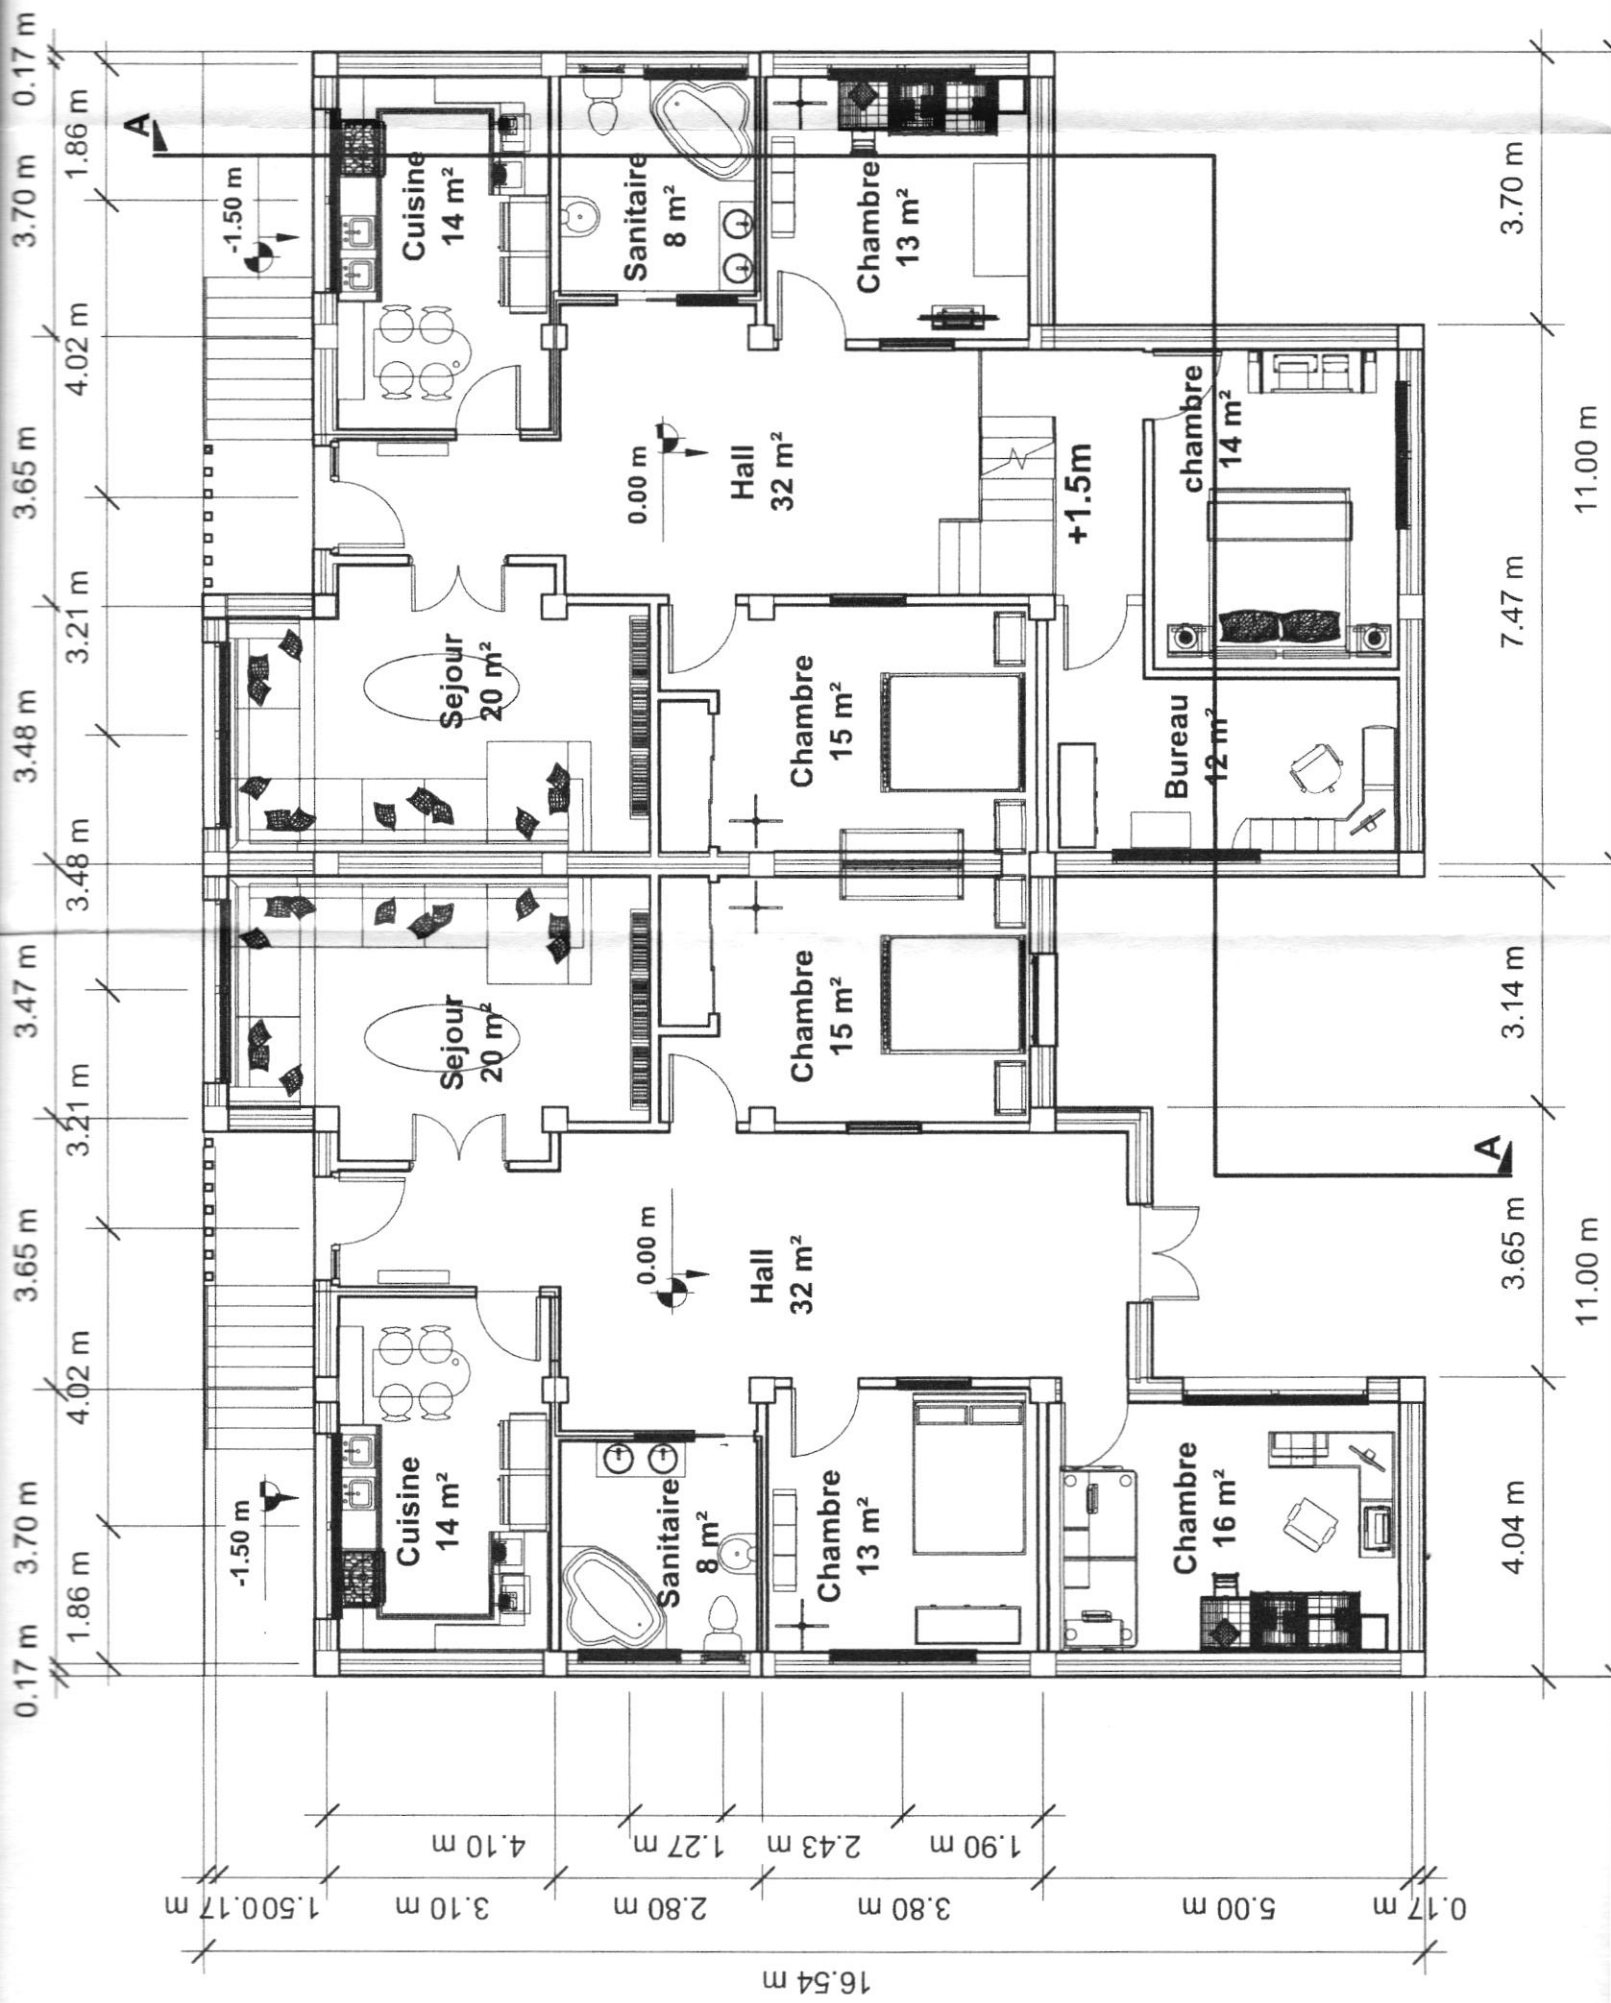 0.17 m
3.70 m
3.65 m
3.48 m
3.47 m
3.65 m
3.70 m
0.17 m
1.86 m
4.02 m
3.21 m
3.48 m
3.21 m
4.02 m
1.86 m
A
-1.50 m
Cuisine
14 m²
Sanitaire
8 m²
Chambre
13 m²
0.00 m
Hall
32 m²
+1.5m
chambre
14 m²
Sejour
20 m²
Chambre
15 m²
Bureau
12 m²
Sejour
20 m²
Chambre
15 m²
A
0.00 m
Hall
32 m²
-1.50 m
Cuisine
14 m²
Sanitaire
8 m²
Chambre
13 m²
Chambre
16 m²
3.70 m
7.47 m
3.14 m
3.65 m
4.04 m
11.00 m
11.00 m
4.10 m
1.27 m
2.43 m
1.90 m
0.17 m
1.50
3.10 m
2.80 m
3.80 m
5.00 m
0.17 m
16.54 m